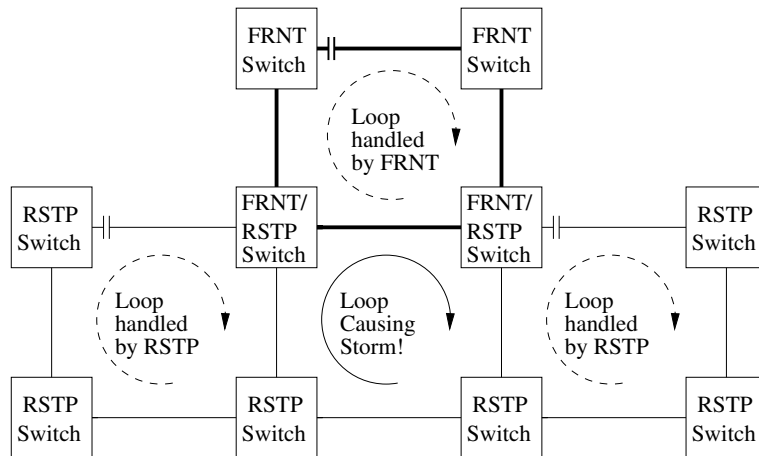 FRNT
Switch
FRNT
Switch
Loop
handled
by FRNT
RSTP
Switch
FRNT/
RSTP
Switch
FRNT/
RSTP
Switch
RSTP
Switch
Loop
handled
by RSTP
Loop
Causing
Storm!
Loop
handled
by RSTP
RSTP
Switch
RSTP
Switch
RSTP
Switch
RSTP
Switch